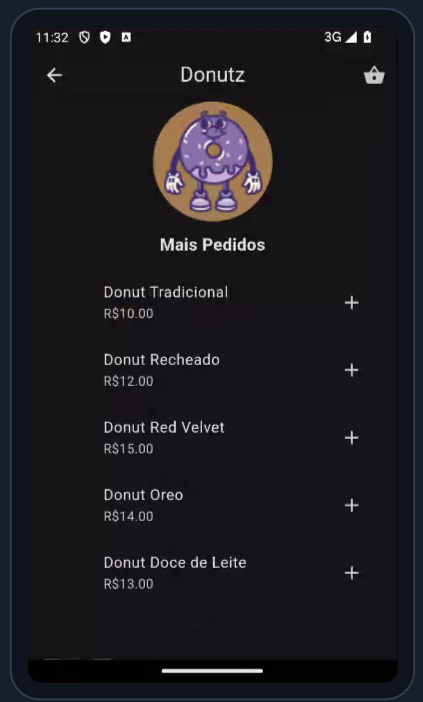 11:32
3G
Donutz
Mais Pedidos
Donut Tradicional
R$10.00
Donut Recheado
R$12.00
Donut Red Velvet
R$15.00
Donut Oreo
R$14.00
Donut Doce de Leite
R$13.00